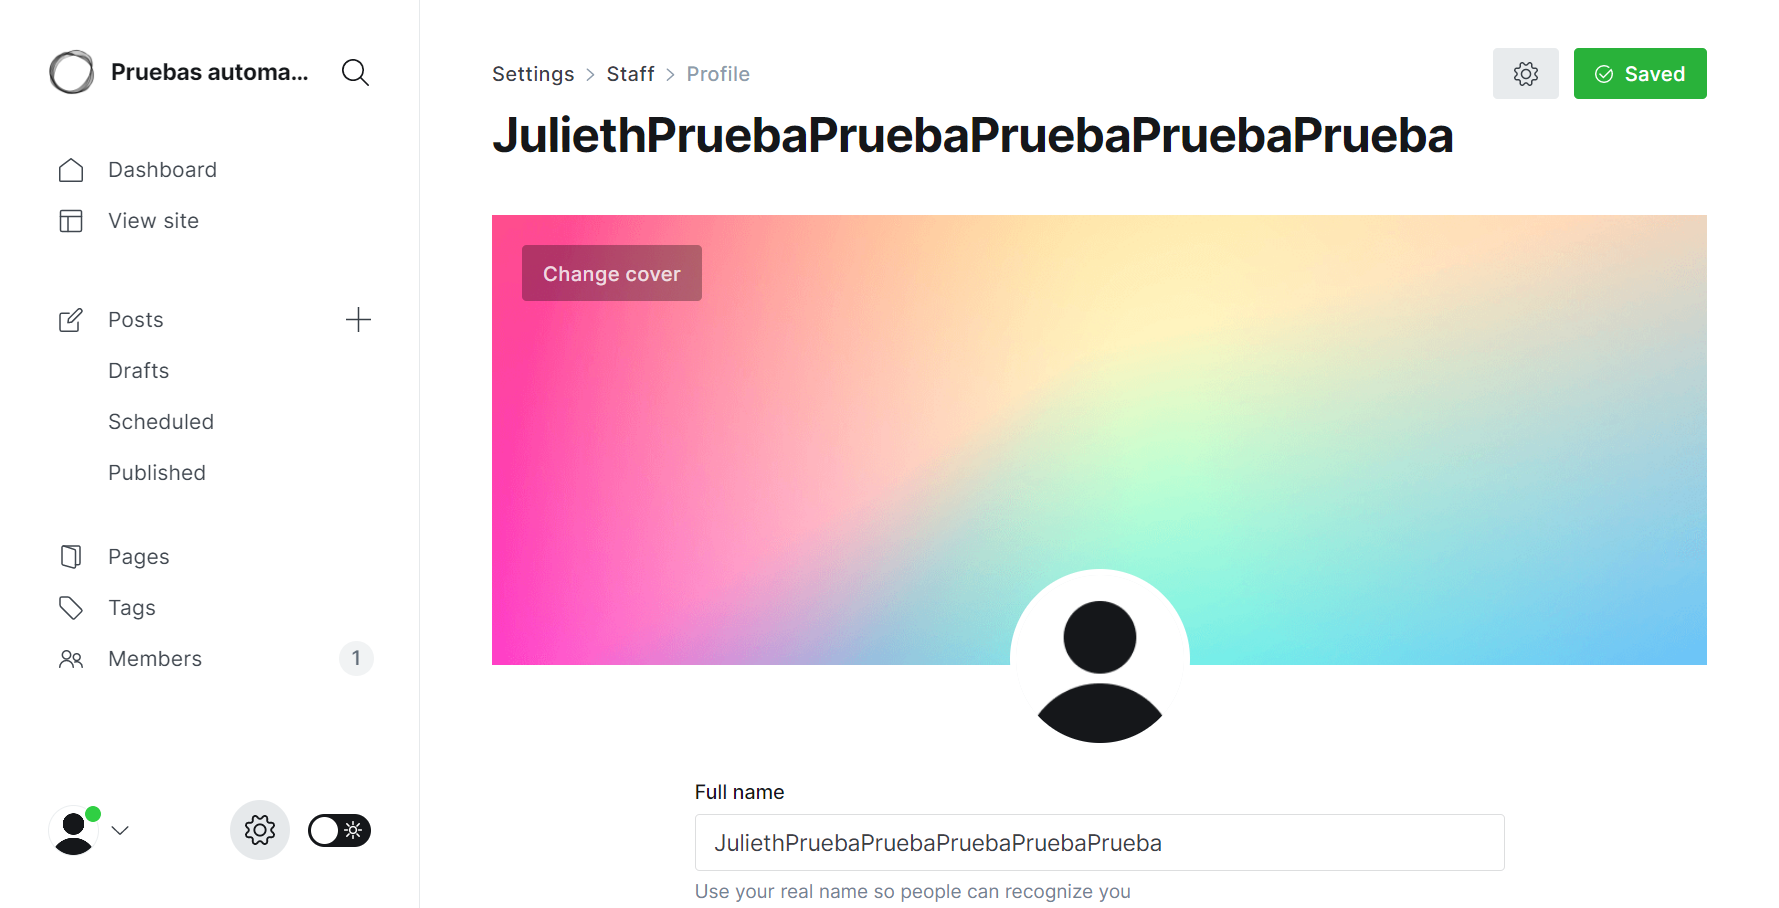 Pruebas automa...
Dashboard
View site
Posts
Drafts
Scheduled
Published
Pages
Tags
Members 1
Settings > Staff > Profile
Saved
JuliethPruebaPruebaPruebaPruebaPrueba
Change cover
Full name
JuliethPruebaPruebaPruebaPruebaPrueba
Use your real name so people can recognize you